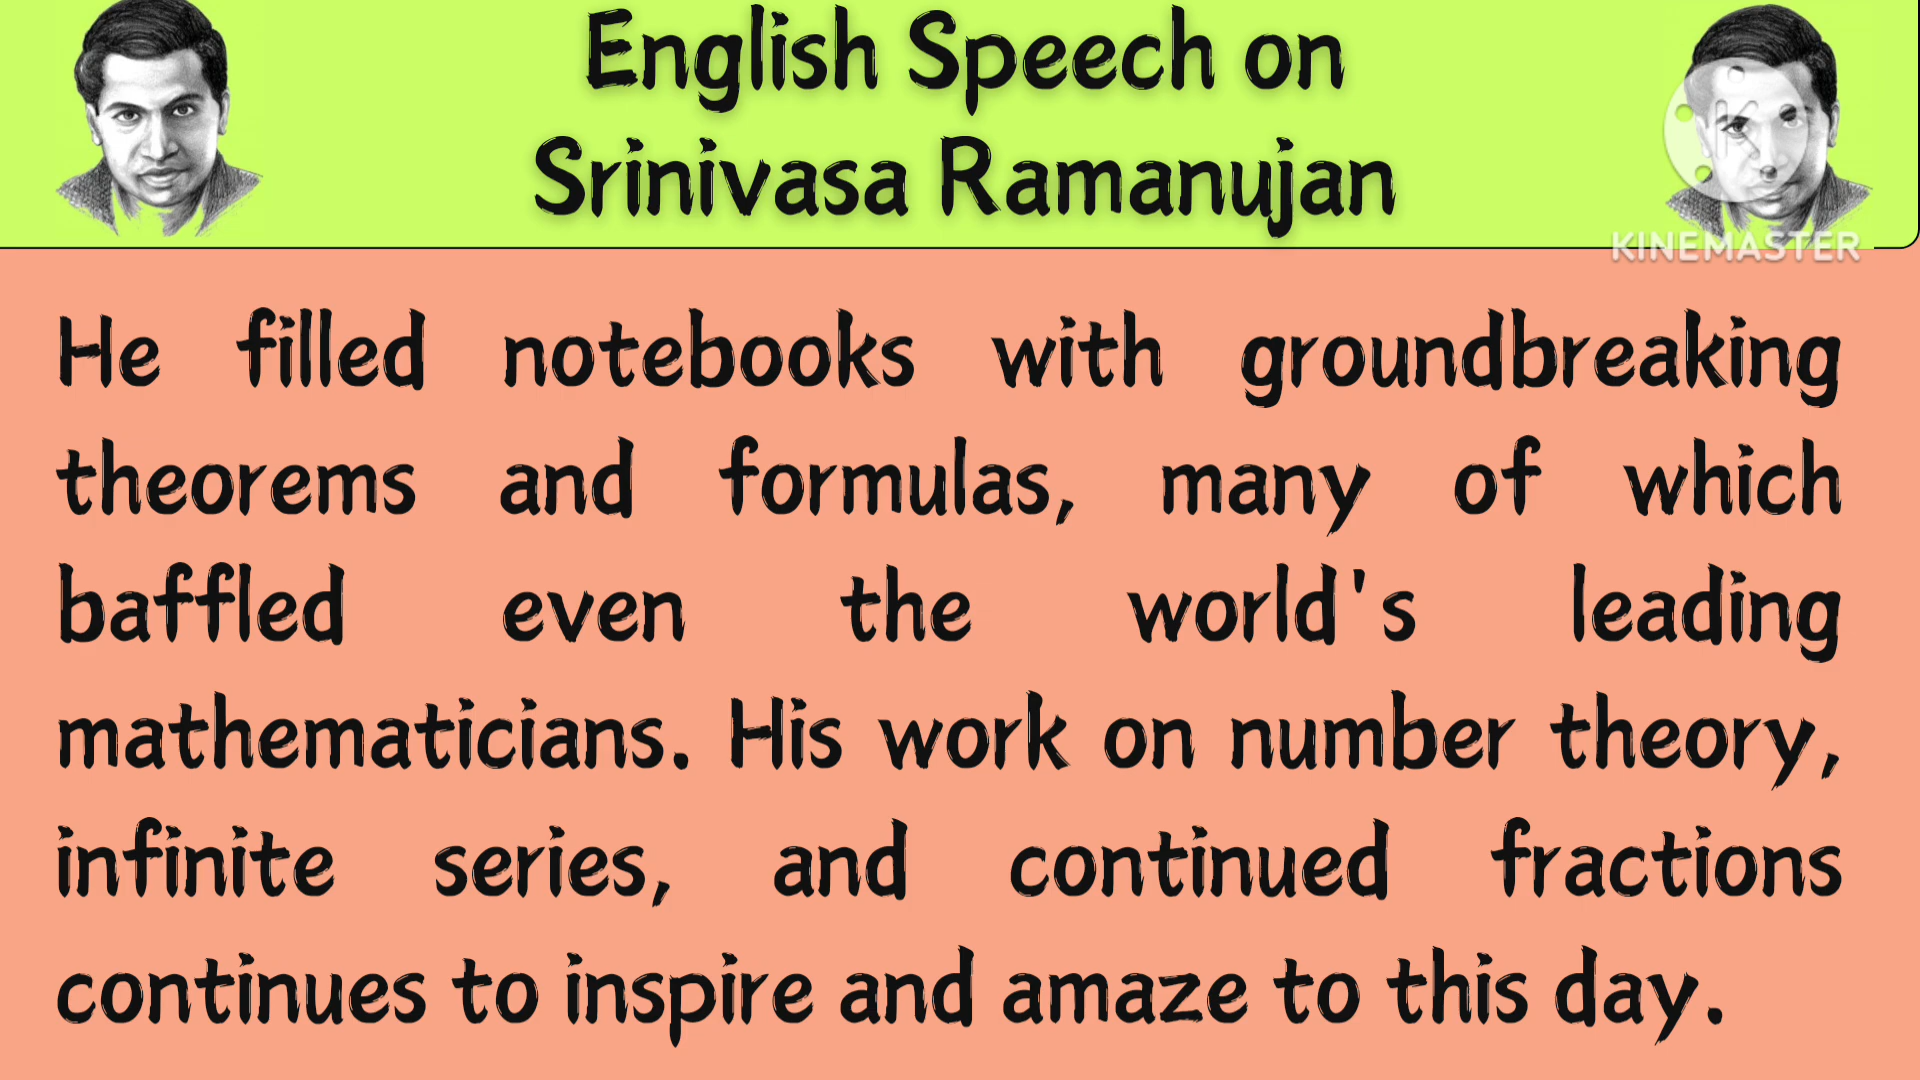 English Speech on
Srinivasa Ramanujan
K
KINEMASTER
He filled notebooks with groundbreaking
theorems and formulas, many of which
baffled even the world's leading
mathematicians. His work on number theory,
infinite series, and continued fractions
continues to inspire and amaze to this day.